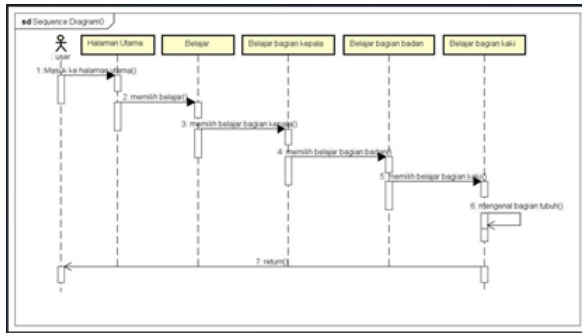 sd Sequence Diagram0
Halaman Utama
Belajar
Belajar bagian kepala
Belajar bagian badan
Belajar bagian kaki
: user
1: Masuk ke halaman utama()
2: memilih belajar()
3: memilih belajar bagian kepala()
4: memilih belajar bagian badan()
5: memilih belajar bagian kaki()
6: mengenal bagian tubuh()
7: return()